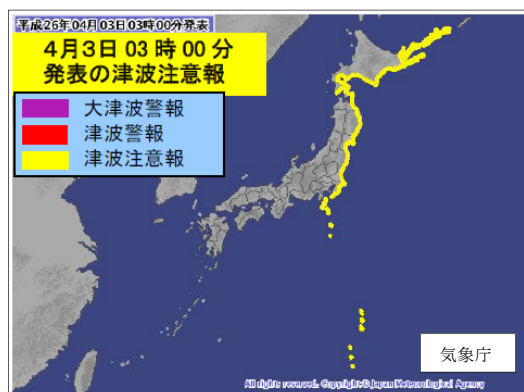 平成26年04月03日03時00分発表
4月3日 03 時 00 分
発表の津波注意報
大津波警報
津波警報
津波注意報
気象庁
All rights reserved. Copyright © Japan Meteorological Agency